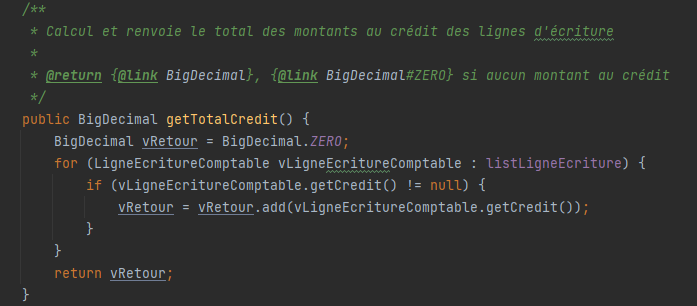 /**
 * Calcul et renvoie le total des montants au crédit des lignes d'écriture
 *
 * @return {@link BigDecimal}, {@link BigDecimal#ZERO} si aucun montant au crédit
 */
public BigDecimal getTotalCredit() {
    BigDecimal vRetour = BigDecimal.ZERO;
    for (LigneEcritureComptable vLigneEcritureComptable : listLigneEcriture) {
        if (vLigneEcritureComptable.getCredit() != null) {
            vRetour = vRetour.add(vLigneEcritureComptable.getCredit());
        }
    }
    return vRetour;
}